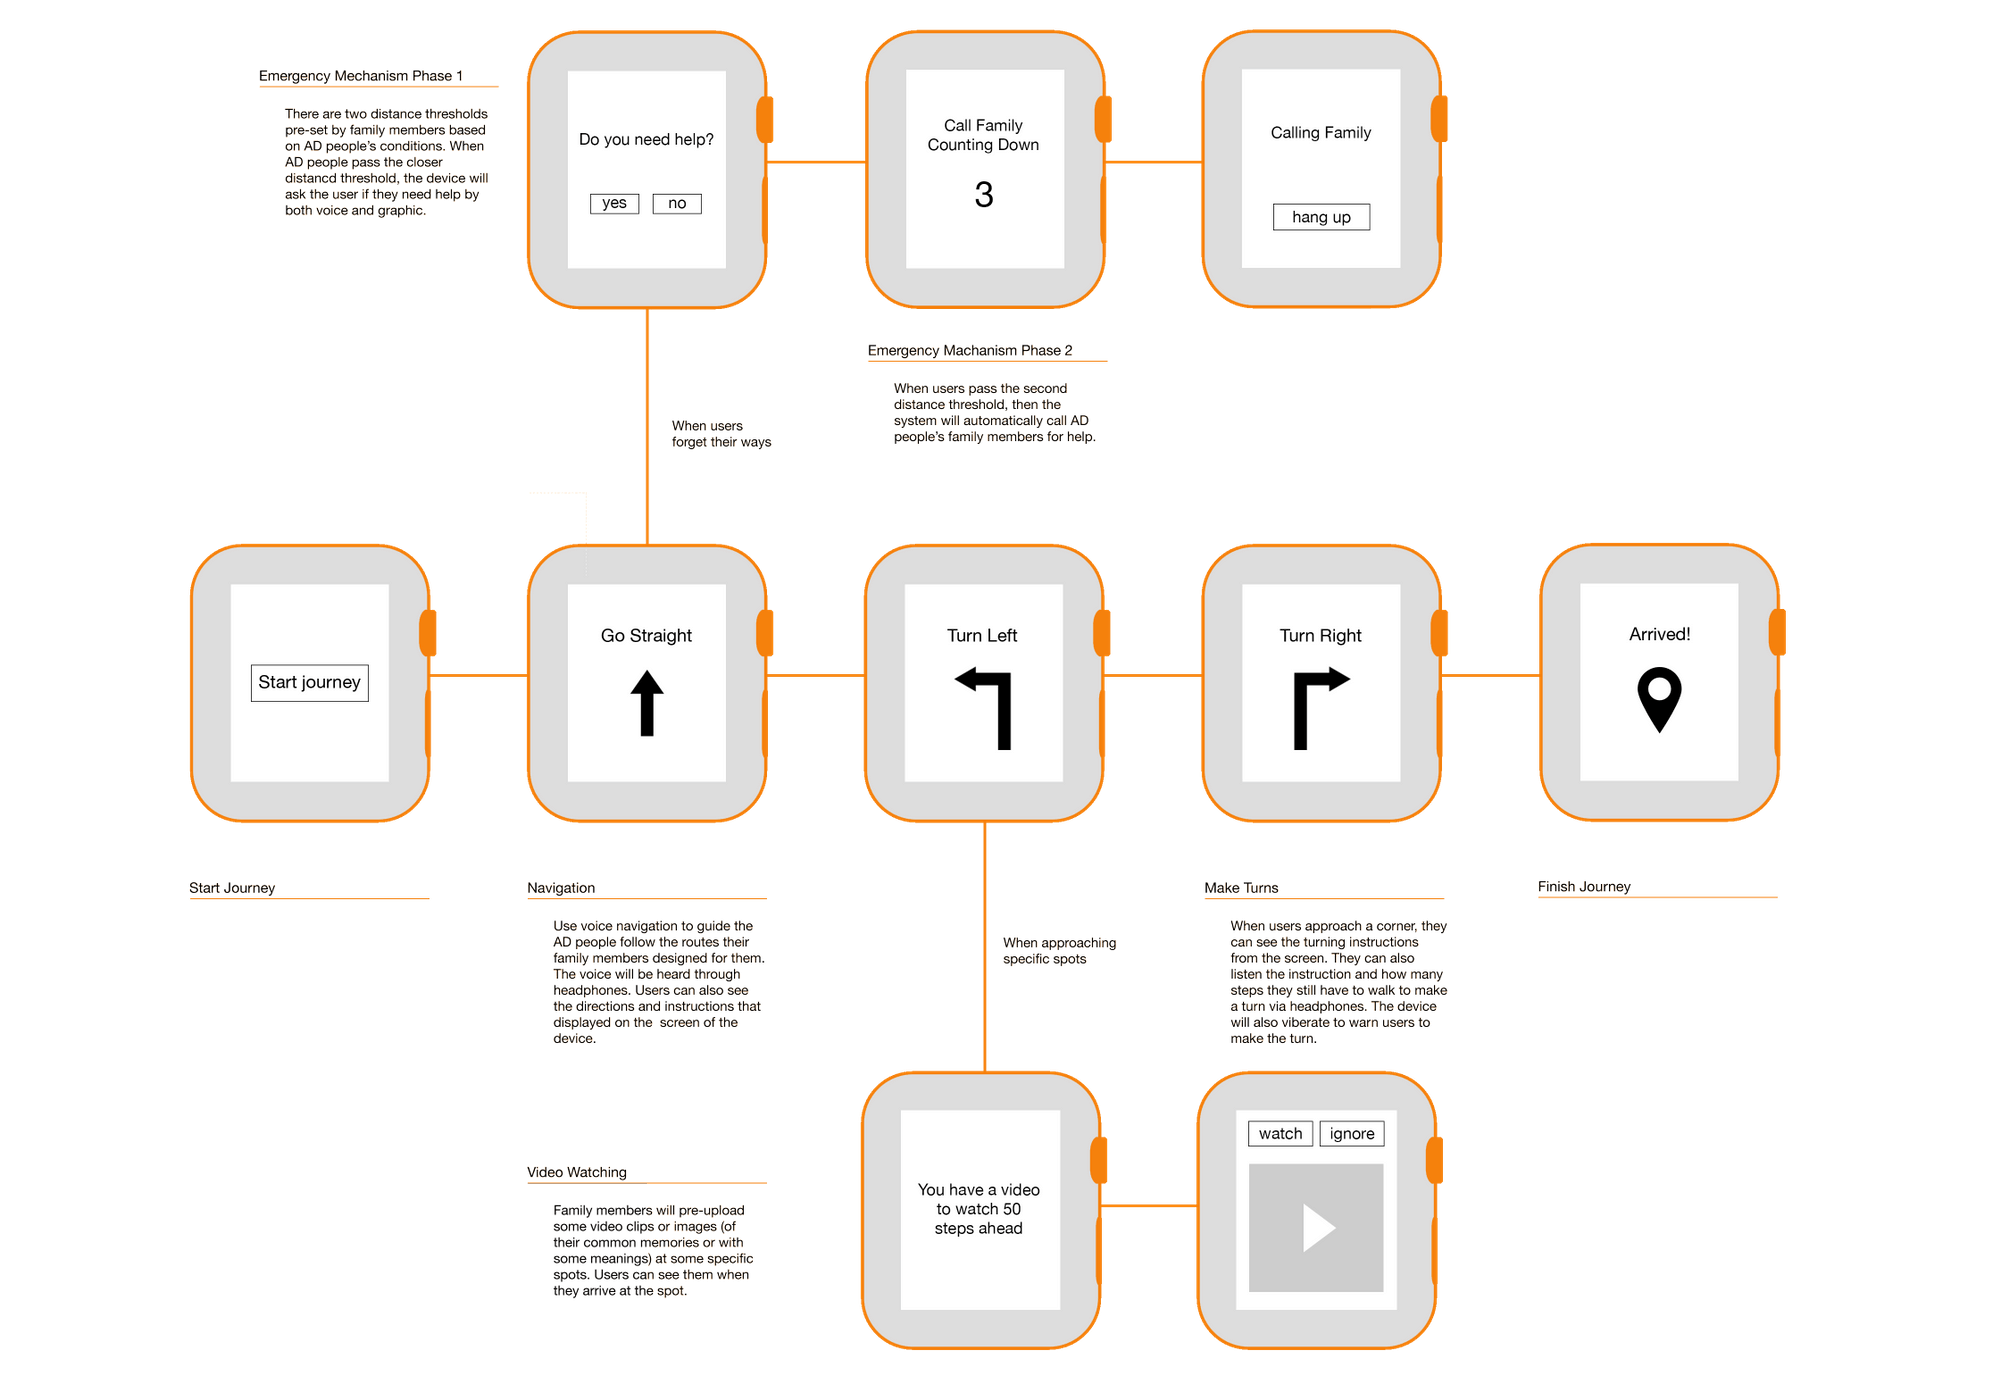 Emergency Mechanism Phase 1
There are two distance thresholds
pre-set by family members based
on AD people's conditions. When
AD people pass the closer
distancd threshold, the device will
ask the user if they need help by
both voice and graphic.
Do you need help?
yes
no
Call Family
Counting Down
3
Calling Family
hang up
Emergency Machanism Phase 2
When users pass the second
distance threshold, then the
system will automatically call AD
people's family members for help.
When users
forget their ways
Start journey
Go Straight
Turn Left
Turn Right
Arrived!
Start Journey
Navigation
Use voice navigation to guide the
AD people follow the routes their
family members designed for them.
The voice will be heard through
headphones. Users can also see
the directions and instructions that
displayed on the  screen of the
device.
When approaching
specific spots
Make Turns
When users approach a corner, they
can see the turning instructions
from the screen. They can also
listen the instruction and how many
steps they still have to walk to make
a turn via headphones. The device
will also viberate to warn users to
make the turn.
Finish Journey
Video Watching
Family members will pre-upload
some video clips or images (of
their common memories or with
some meanings) at some specific
spots. Users can see them when
they arrive at the spot.
You have a video
to watch 50
steps ahead
watch
ignore